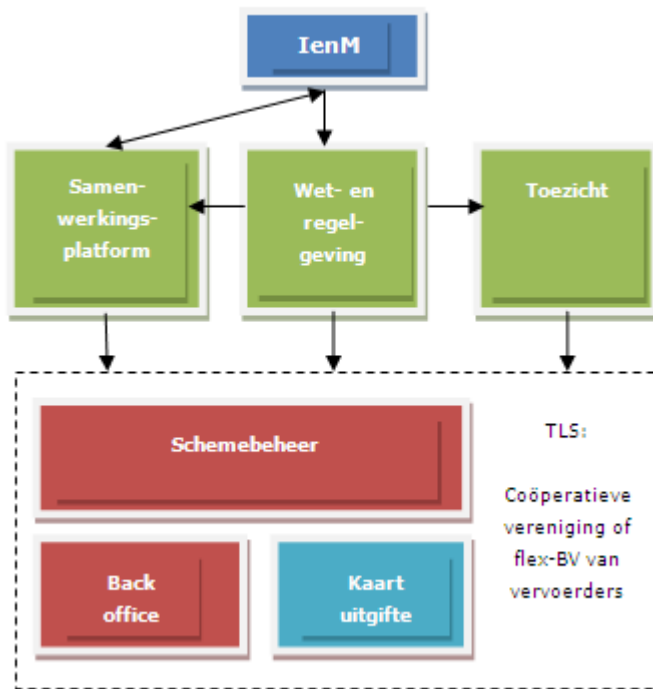 IenM
Samen-
werkings-
platform
Wet- en
regel-
geving
Toezicht
Schemebeheer
TLS:
Coöperatieve
vereniging of
flex-BV van
vervoerders
Back
office
Kaart
uitgifte